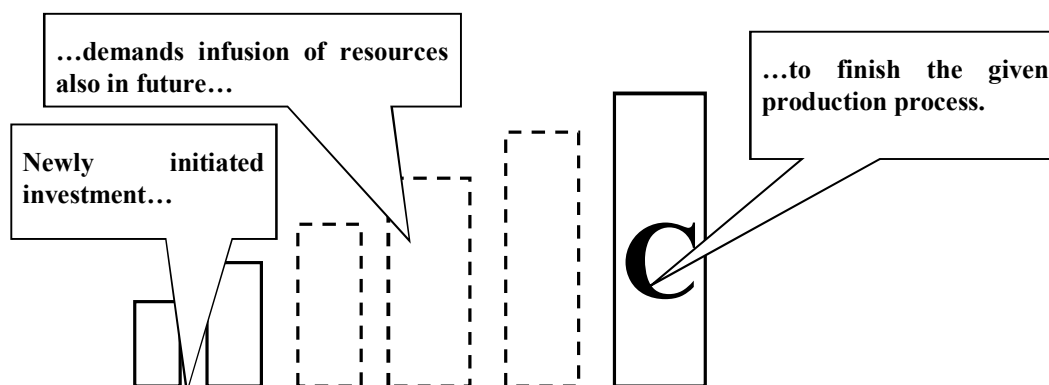 …demands infusion of resources
also in future…
…to finish the given
production process.
Newly initiated
investment…
C